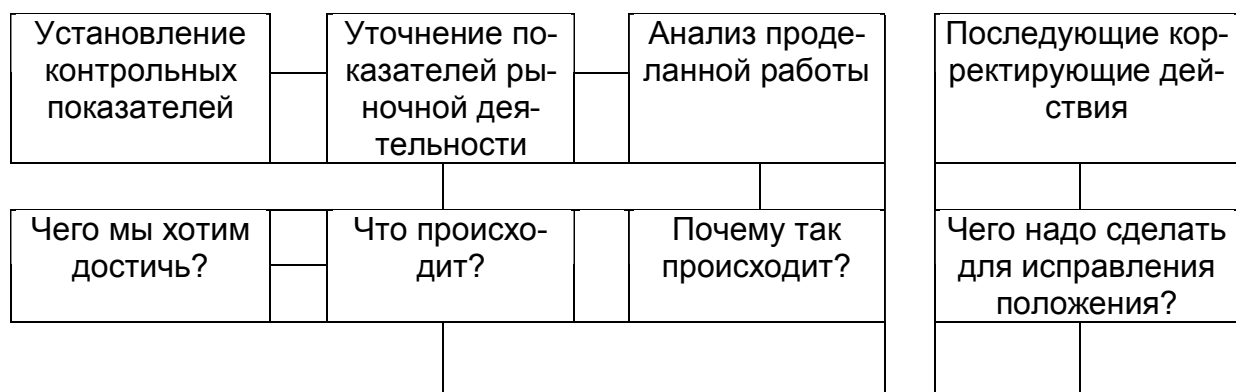 Установление
контрольных
показателей
Уточнение по-
казателей ры-
ночной дея-
тельности
Анализ проде-
ланной работы
Последующие кор-
ректирующие дей-
ствия
Чего мы хотим
достичь?
Что происхо-
дит?
Почему так
происходит?
Чего надо сделать
для исправления
положения?